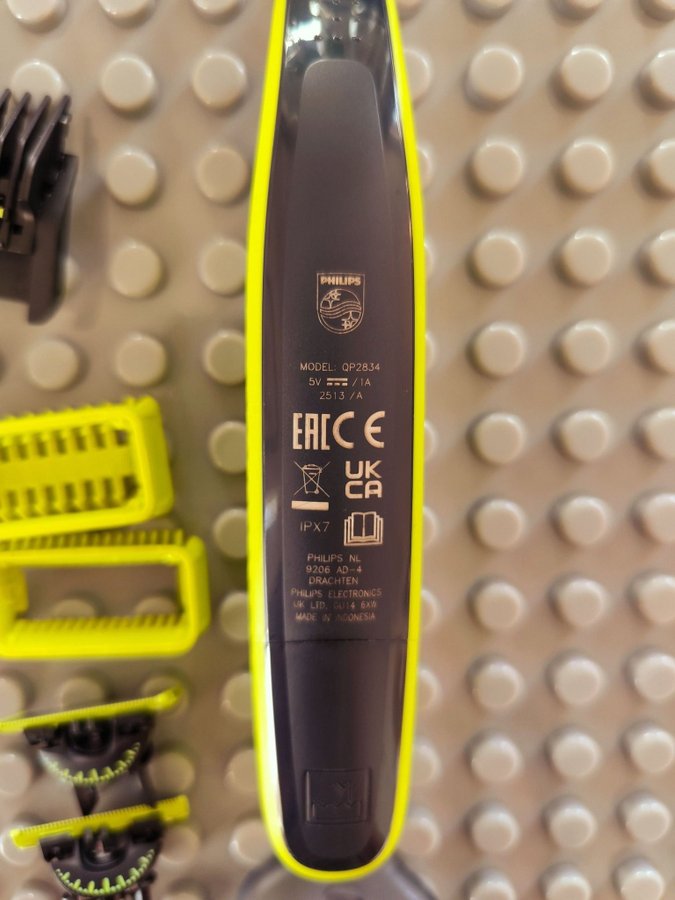 PHILIPS
MODEL: QP2834
5V ⎓ /1A
2513 /A
EAC CE
UK
CA
IPX7
PHILIPS NL
9206 AD-4
DRACHTEN
PHILIPS ELECTRONICS
UK LTD, GU14 6XW
MADE IN INDONESIA